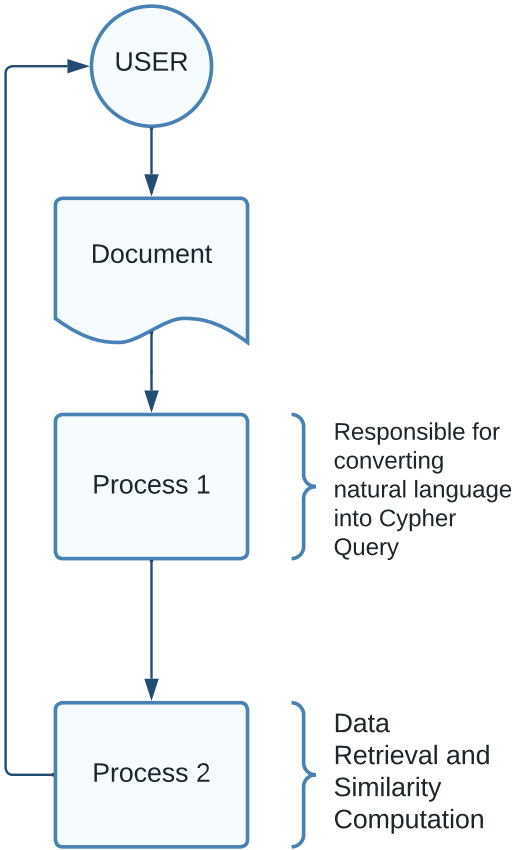 USER
Document
Process 1
Responsible for
converting
natural language
into Cypher
Query
Process 2
Data
Retrieval and
Similarity
Computation